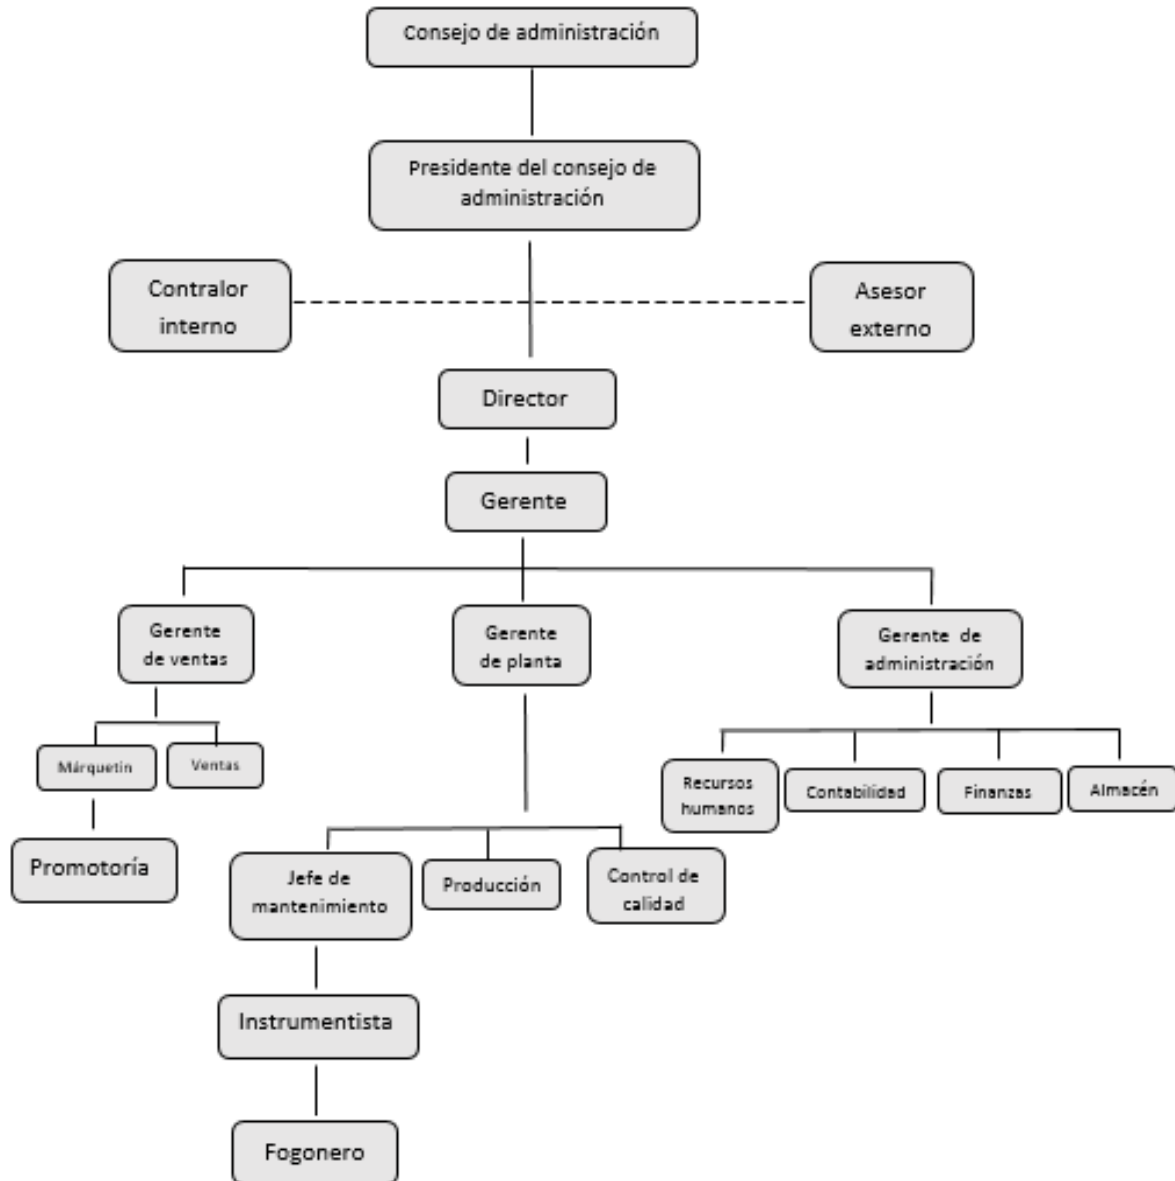 Consejo de administración
Presidente del consejo de
administración
Contralor
interno
Asesor
externo
Director
Gerente
Gerente
de ventas
Gerente
de planta
Gerente de
administración
Márquetin
Ventas
Recursos
humanos
Contabilidad
Finanzas
Almacén
Promotoría
Jefe de
mantenimiento
Producción
Control de
calidad
Instrumentista
Fogonero